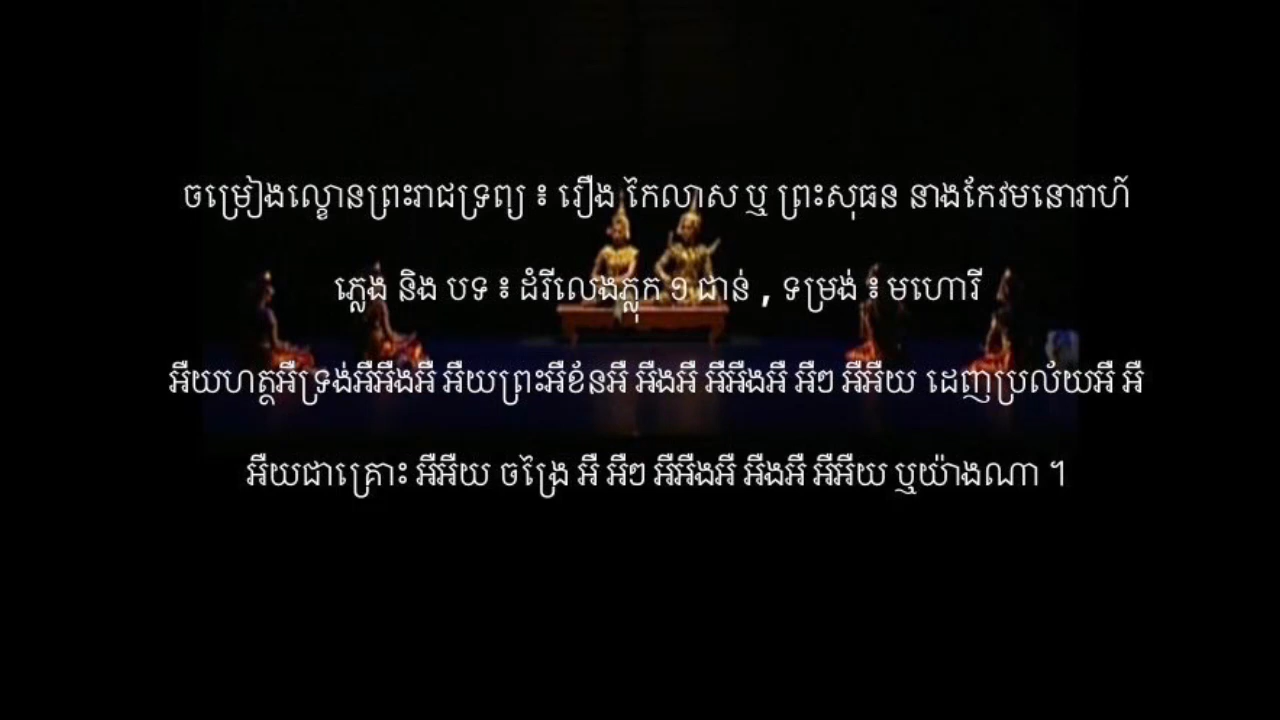 ចម្រៀងល្ខោនព្រះរាជទ្រព្យ ៖ រឿង កៃលាស ឬ ព្រះសុធន នាងកែវមនោរាហ៍
ភ្លេង និង បទ ៖ ដំរីលេងភ្លុក ១ ជាន់ , ទម្រង់ ៖ មហោរី
អឺយហត្ថអឺទ្រង់អឺអឺងអឺ អឺយព្រះអឺខ័នអឺ អឺងអឺ អឺអឺងអឺ អឺៗ អឺអឺយ ដេញប្រល័យអឺ អឺ
អឺយជាគ្រោះ អឺអឺយ ចង្រៃ អឺ អឺៗ អឺអឺងអឺ អឺងអឺ អឺអឺយ ឬយ៉ាងណា ។